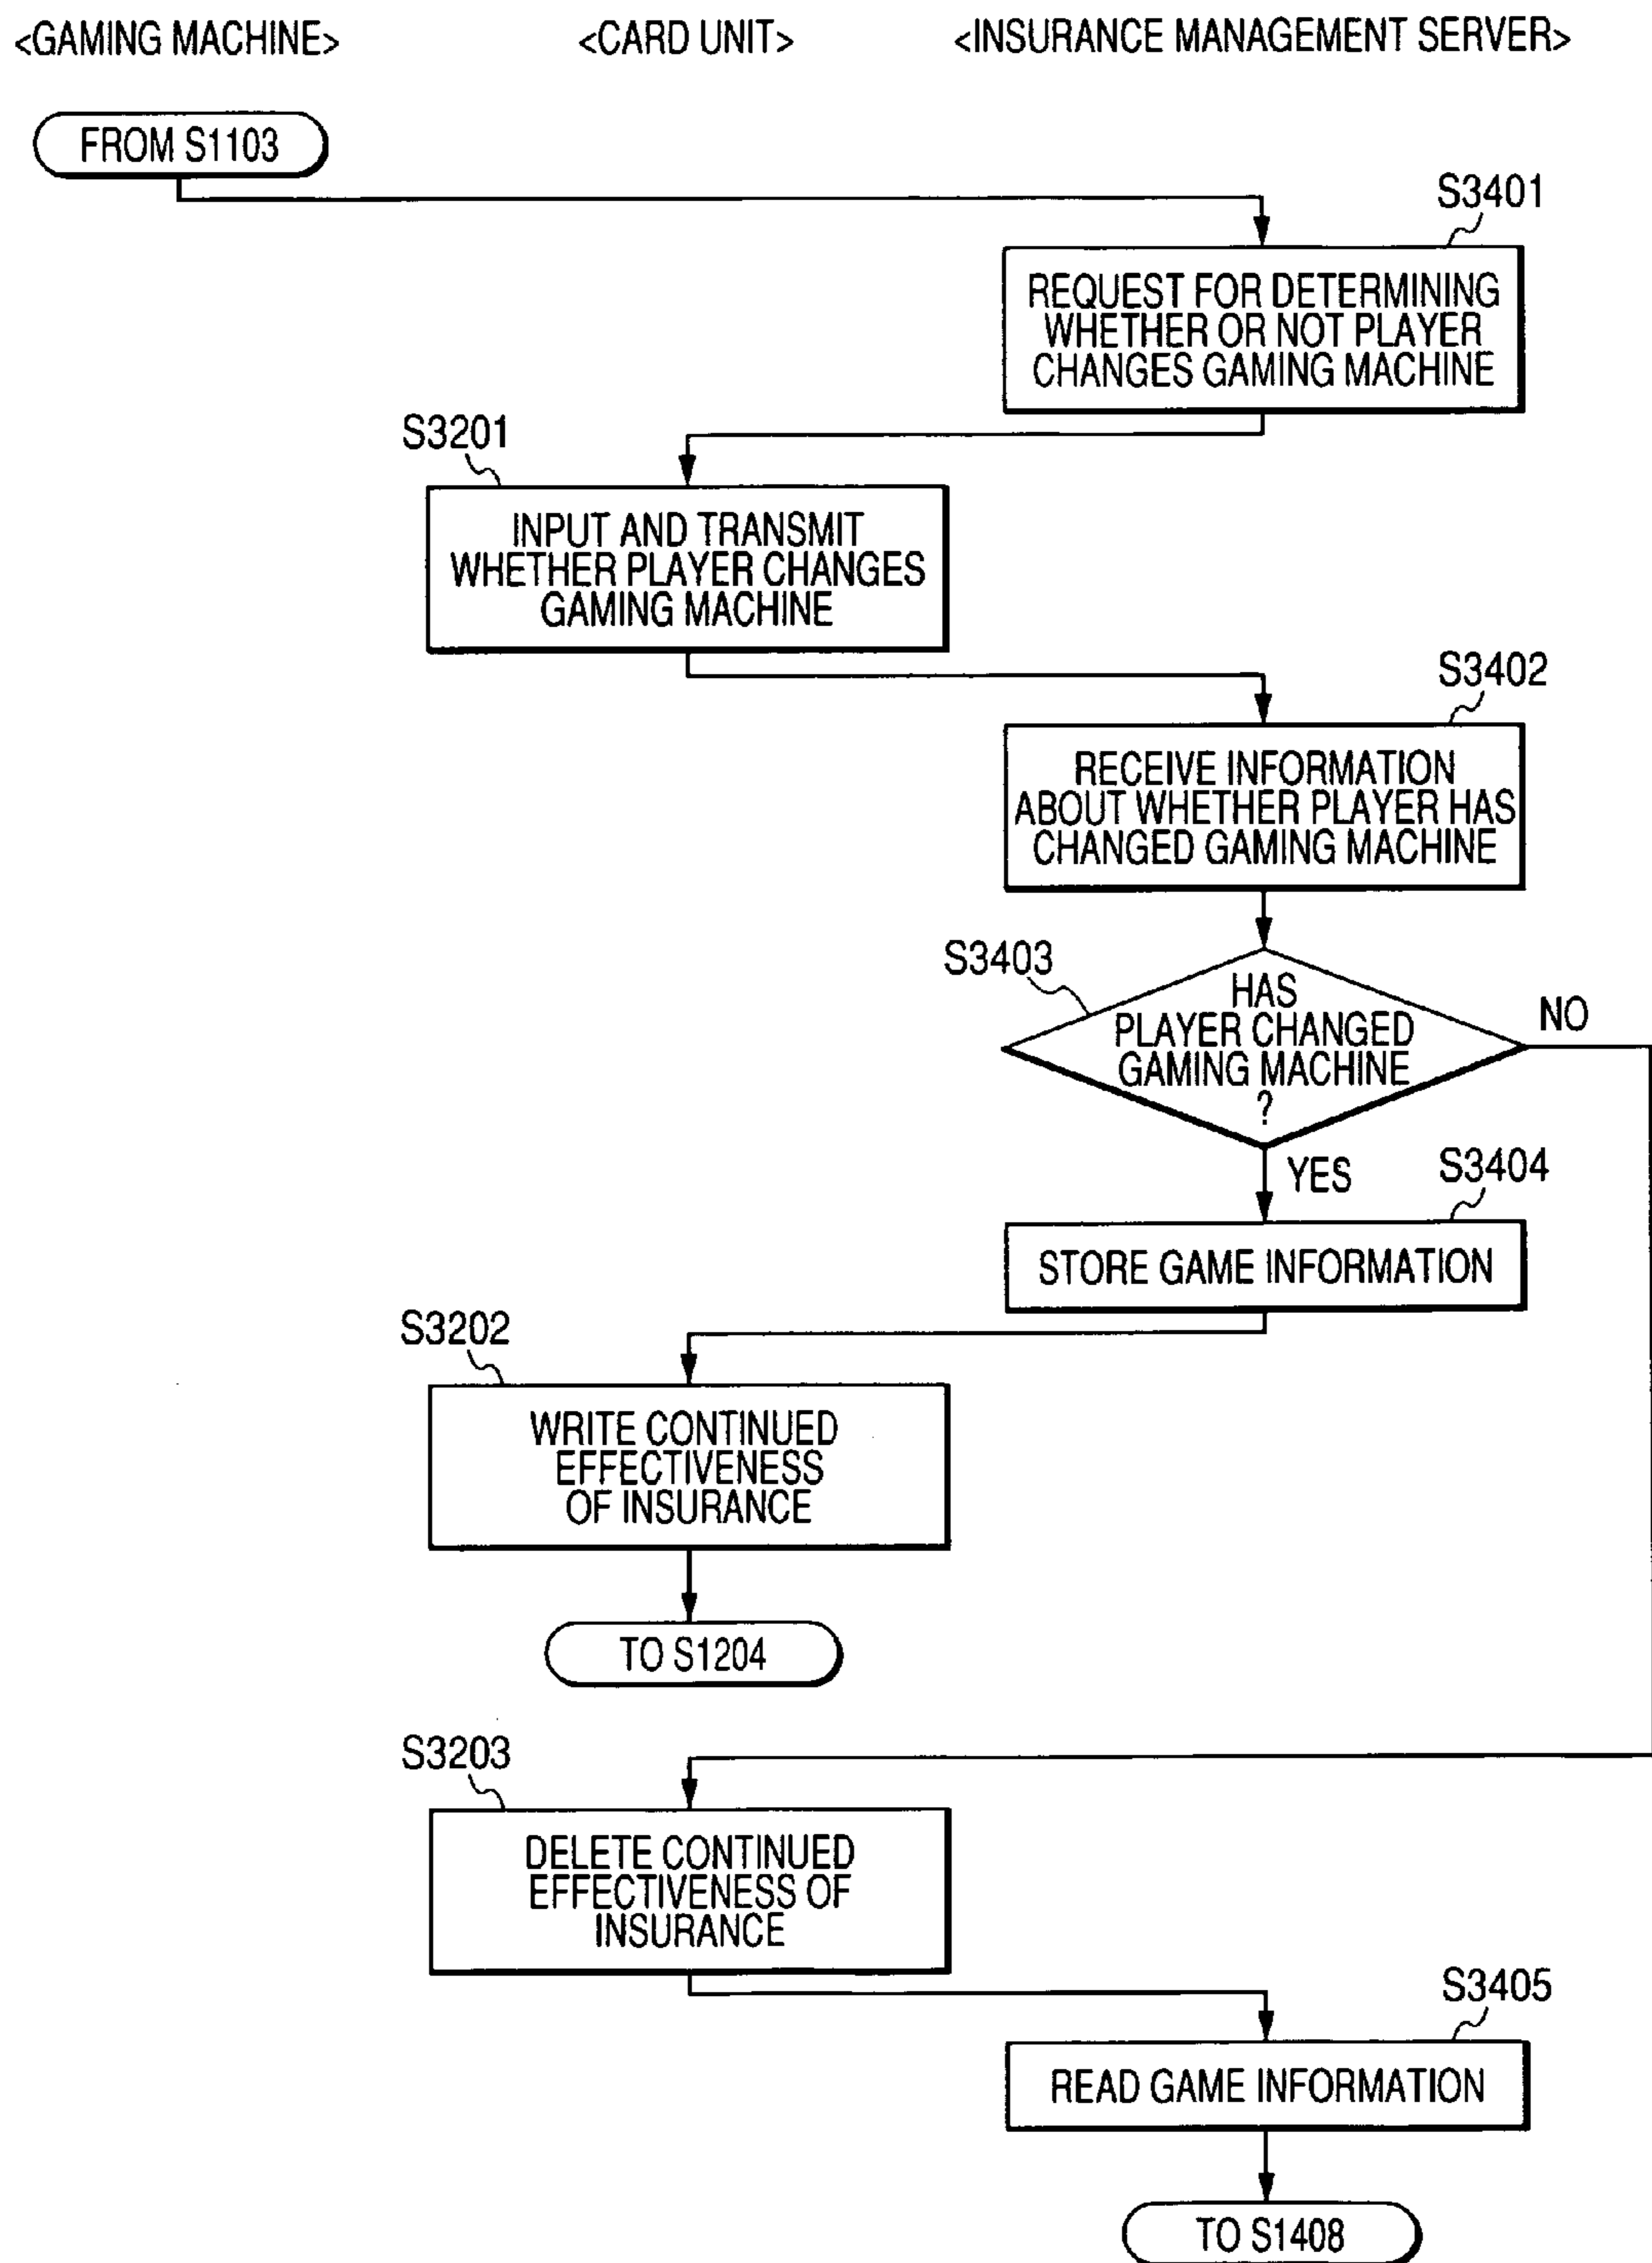 <GAMING MACHINE>
<CARD UNIT>
<INSURANCE MANAGEMENT SERVER>
FROM S1103
S3401
REQUEST FOR DETERMINING
WHETHER OR NOT PLAYER
CHANGES GAMING MACHINE
S3201
INPUT AND TRANSMIT
WHETHER PLAYER CHANGES
GAMING MACHINE
S3402
RECEIVE INFORMATION
ABOUT WHETHER PLAYER HAS
CHANGED GAMING MACHINE
S3403
HAS
PLAYER CHANGED
GAMING MACHINE
?
NO
YES
S3404
STORE GAME INFORMATION
S3202
WRITE CONTINUED
EFFECTIVENESS
OF INSURANCE
TO S1204
S3203
DELETE CONTINUED
EFFECTIVENESS OF
INSURANCE
S3405
READ GAME INFORMATION
TO S1408